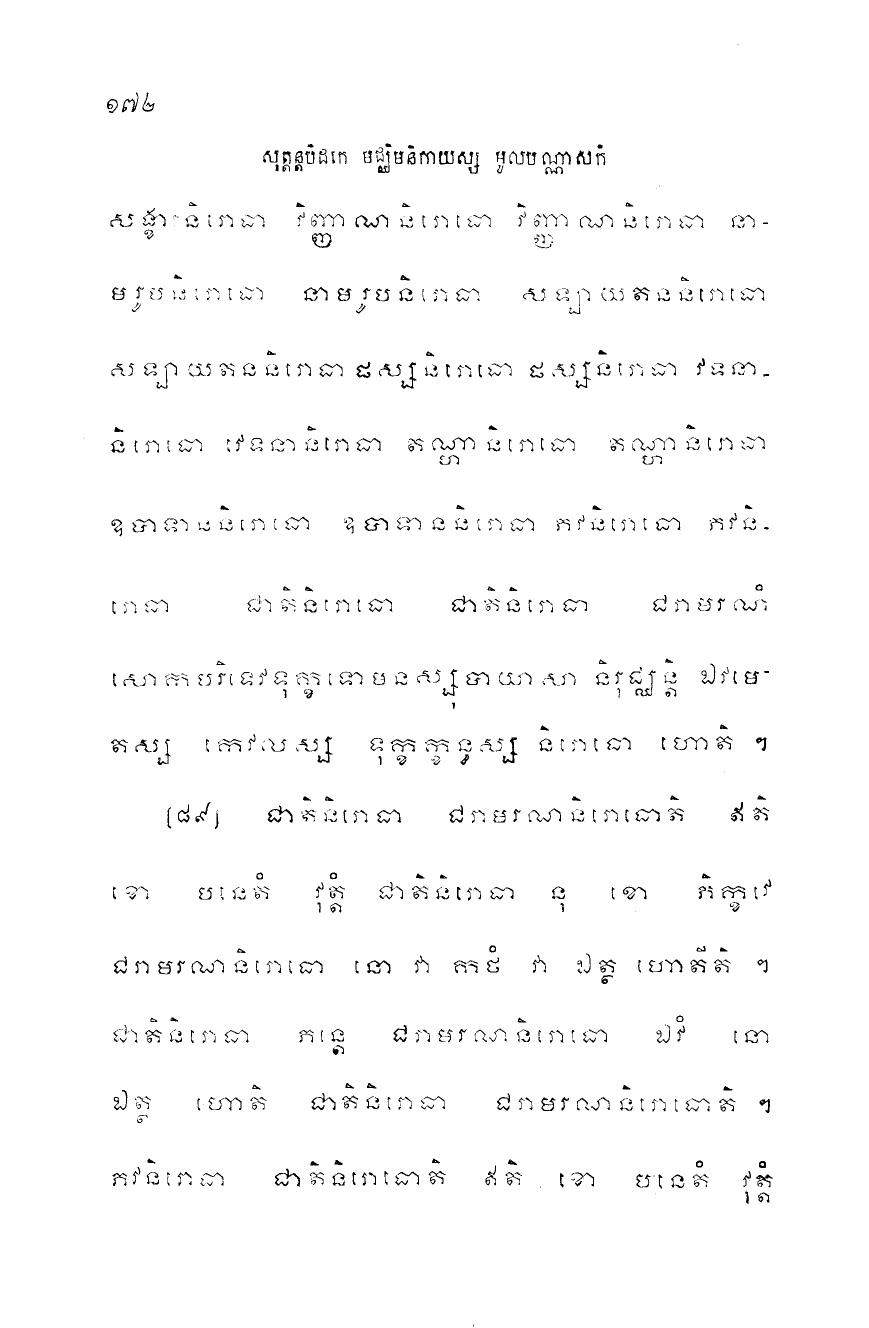 ១៧២
សុត្តន្តបិដកេ មជ្ឈិមនិកាយស្ស មូលបណ្ណាសកំ
សង្ខារនិរោធា វិញ្ញាណនិរោធោ វិញ្ញាណនិរោធា នា-
មរូបនិរោធោ នាមរូបនិរោធា សឡាយតននិរោធោ
សឡាយតននិរោធា ផស្សនិរោធោ ផស្សនិរោធា វេទនា-
និរោធោ វេទនានិរោធា តណ្ហានិរោធោ តណ្ហានិរោធា
ឧបាទាននិរោធោ ឧបាទាននិរោធា ភវនិរោធោ ភវនិ-
រោធា ជាតិនិរោធោ ជាតិនិរោធា ជរាមរណំ
សោកបរិទេវទុក្ខទោមនស្សុបាយាសា និរុជ្ឈន្តិ ឯវមេ-
តស្ស កេវលស្ស ទុក្ខក្ខន្ធស្ស និរោធោ ហោតិ ។
[៨៩] ជាតិនិរោធា ជរាមរណនិរោធោតិ ឥតិ
ខោ បនេតំ វុត្តំ ជាតិនិរោធា នុ ខោ ភិក្ខវេ
ជរាមរណនិរោធោ នោ វា កថំ វា ឯត្ថ ហោតីតិ ។
ជាតិនិរោធា ភន្តេ ជរាមរណនិរោធោ ឯវំ នោ
ឯត្ថ ហោតិ ជាតិនិរោធា ជរាមរណនិរោធោតិ ។
ភវនិរោធា ជាតិនិរោធោតិ ឥតិ ខោ បនេតំ វុត្តំ